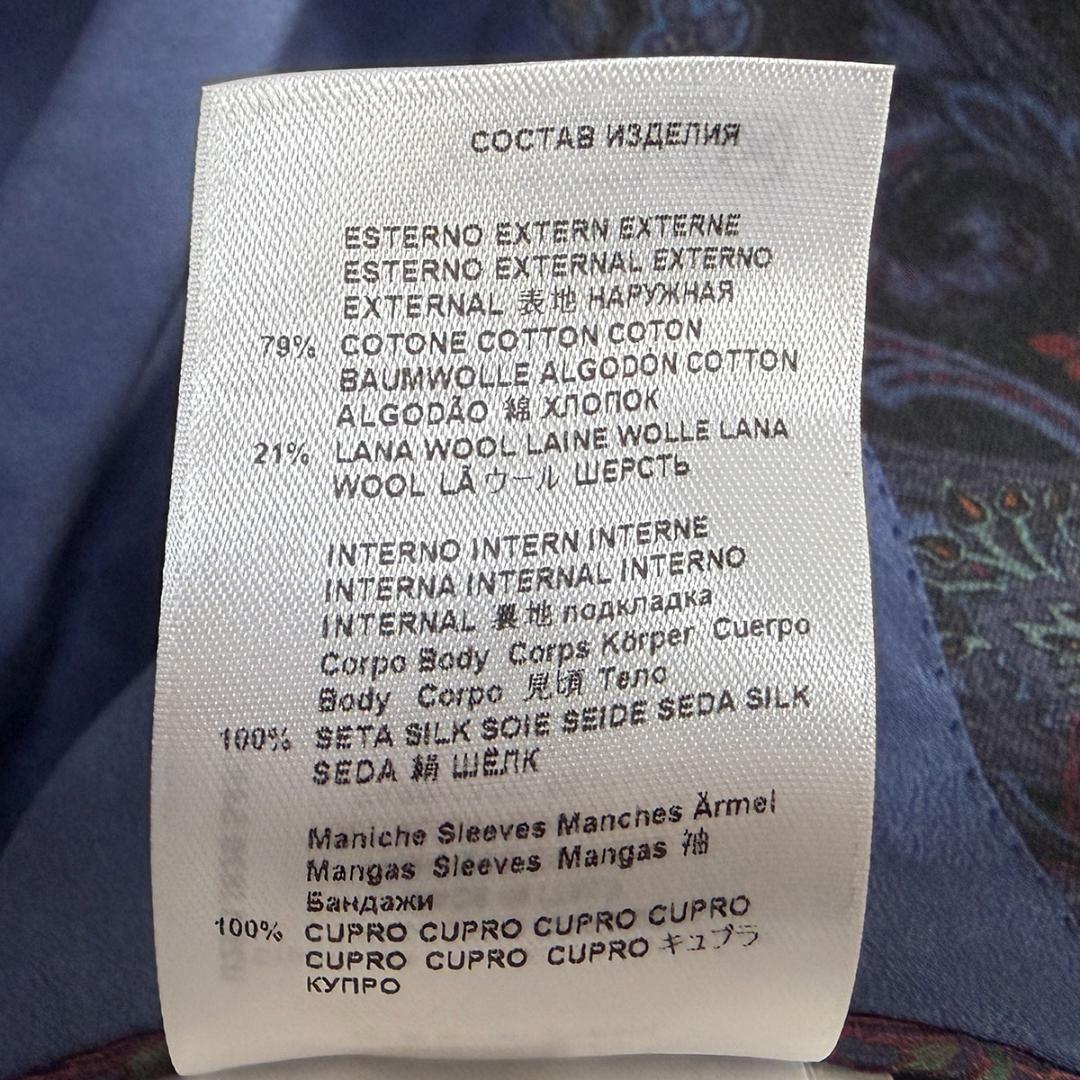 СОСТАВ ИЗДЕЛИЯ
ESTERNO EXTERN EXTERNE
ESTERNO EXTERNAL EXTERNO
EXTERNAL 表地 НАРУЖНАЯ
79% COTONE COTTON COTON
BAUMWOLLE ALGODON COTTON
ALGODÃO 綿 ХЛОПОК
21% LANA WOOL LAINE WOLLE LANA
WOOL LÃ ウール ШЕРСТЬ
INTERNO INTERN INTERNE
INTERNA INTERNAL INTERNO
INTERNAL 裏地 подкладка
Corpo Body Corps Körper Cuerpo
Body Corpo 見頃 Тело
100% SETA SILK SOIE SEIDE SEDA SILK
SEDA 絹 ШЁЛК
Maniche Sleeves Manches Ärmel
Mangas Sleeves Mangas 袖
Бандажи
100% CUPRO CUPRO CUPRO CUPRO
CUPRO CUPRO CUPRO キュプラ
КУПРО